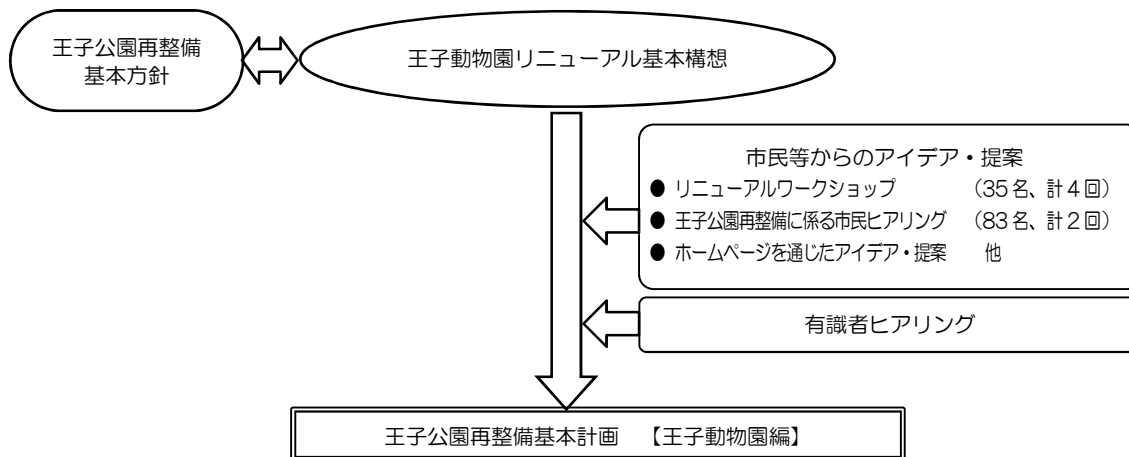 王子公園再整備
基本方針
王子動物園リニューアル基本構想
市民等からのアイデア・提案
● リニューアルワークショップ （35名、計４回）
● 王子公園再整備に係る市民ヒアリング （83名、計２回）
● ホームページを通じたアイデア・提案 他
有識者ヒアリング
王子公園再整備基本計画 【王子動物園編】